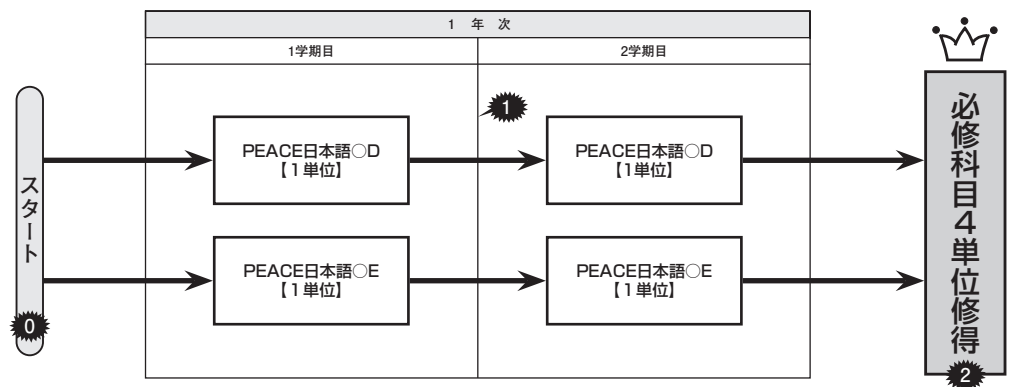 1 年 次
1学期目
2学期目
スタート
0
PEACE日本語○D
【1単位】
1
PEACE日本語○D
【1単位】
PEACE日本語○E
【1単位】
PEACE日本語○E
【1単位】
必修科目4単位修得
2